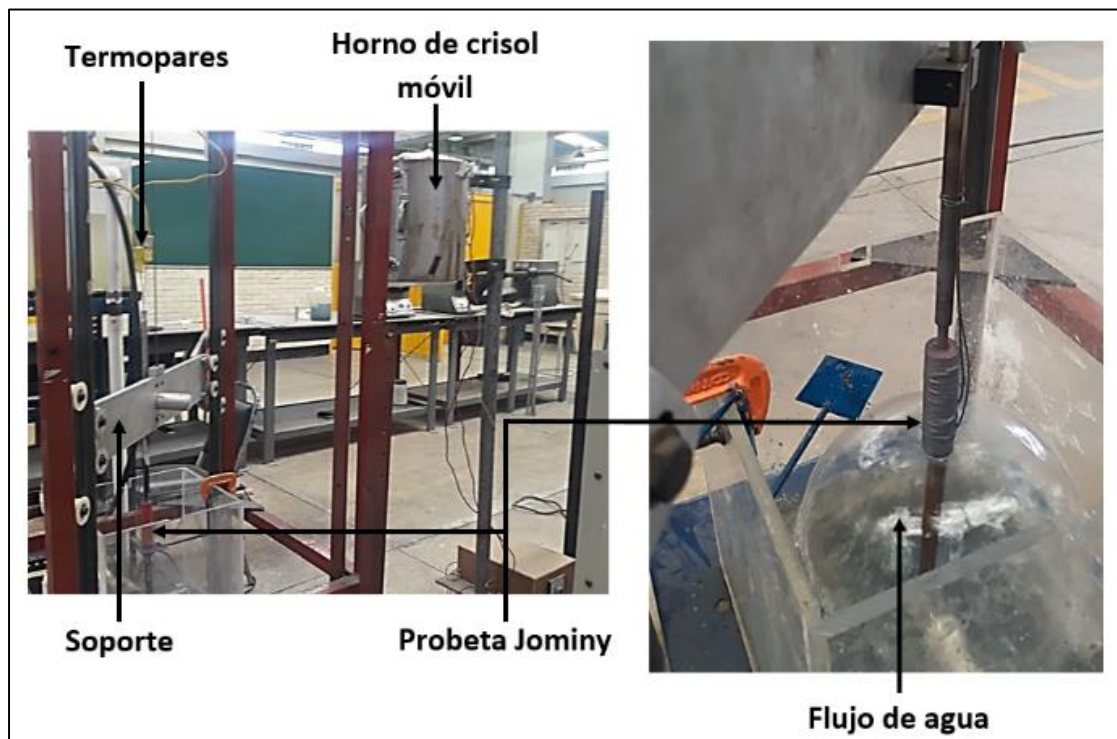 Termopares
Horno de crisol
móvil
Soporte
Probeta Jominy
Flujo de agua